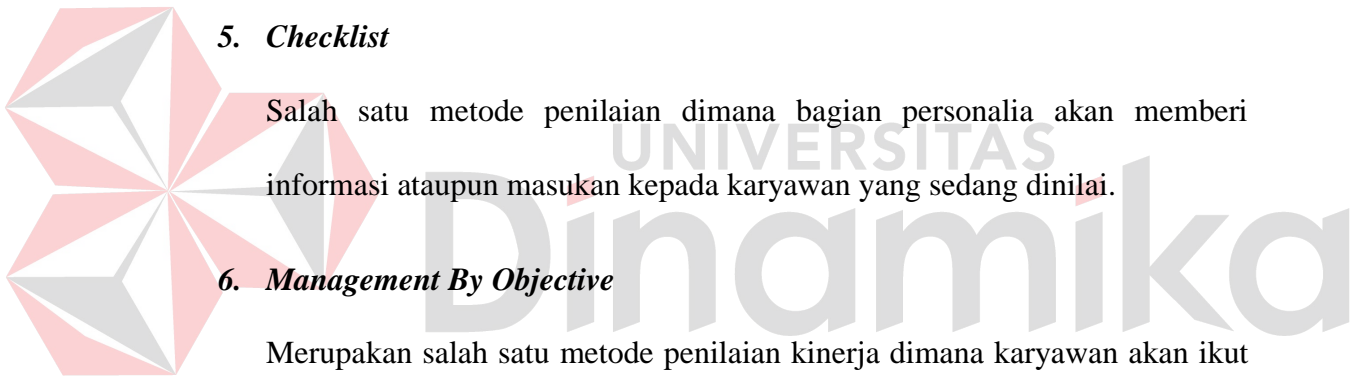 5. Checklist
Salah satu metode penilaian dimana bagian personalia akan memberi
UNIVERSITAS
informasi ataupun masukan kepada karyawan yang sedang dinilai.
Dinamika
6. Management By Objective
Merupakan salah satu metode penilaian kinerja dimana karyawan akan ikut